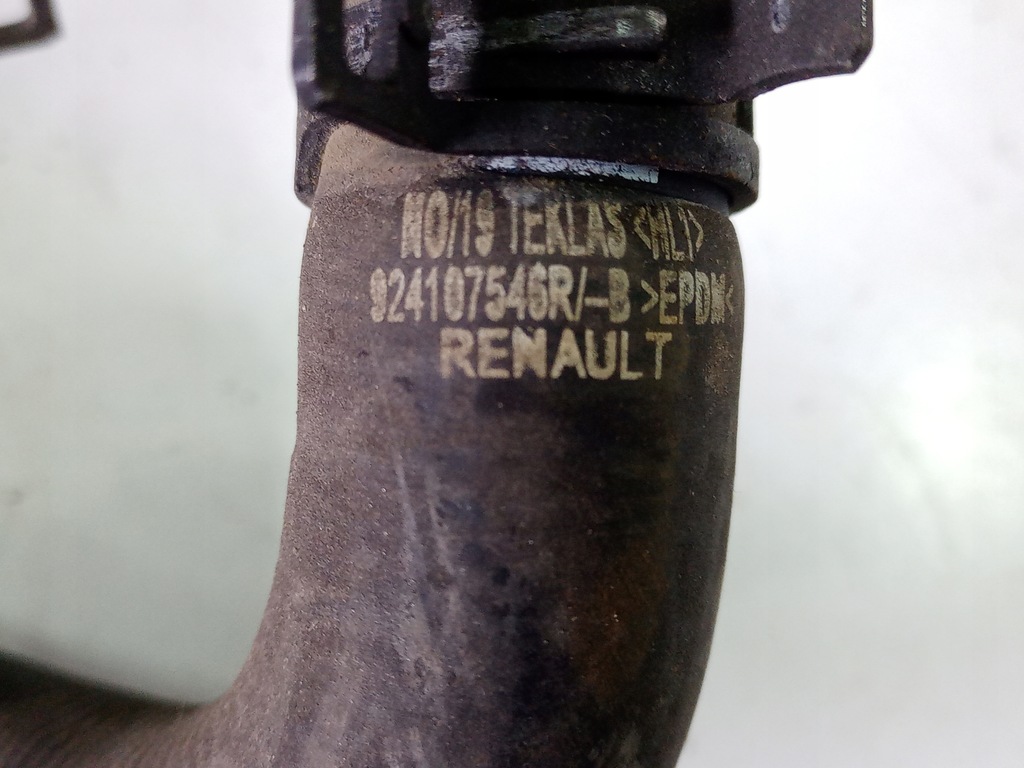 NO/19 TEKLAS <HL1>
924107546R/-B >EPDM<
RENAULT